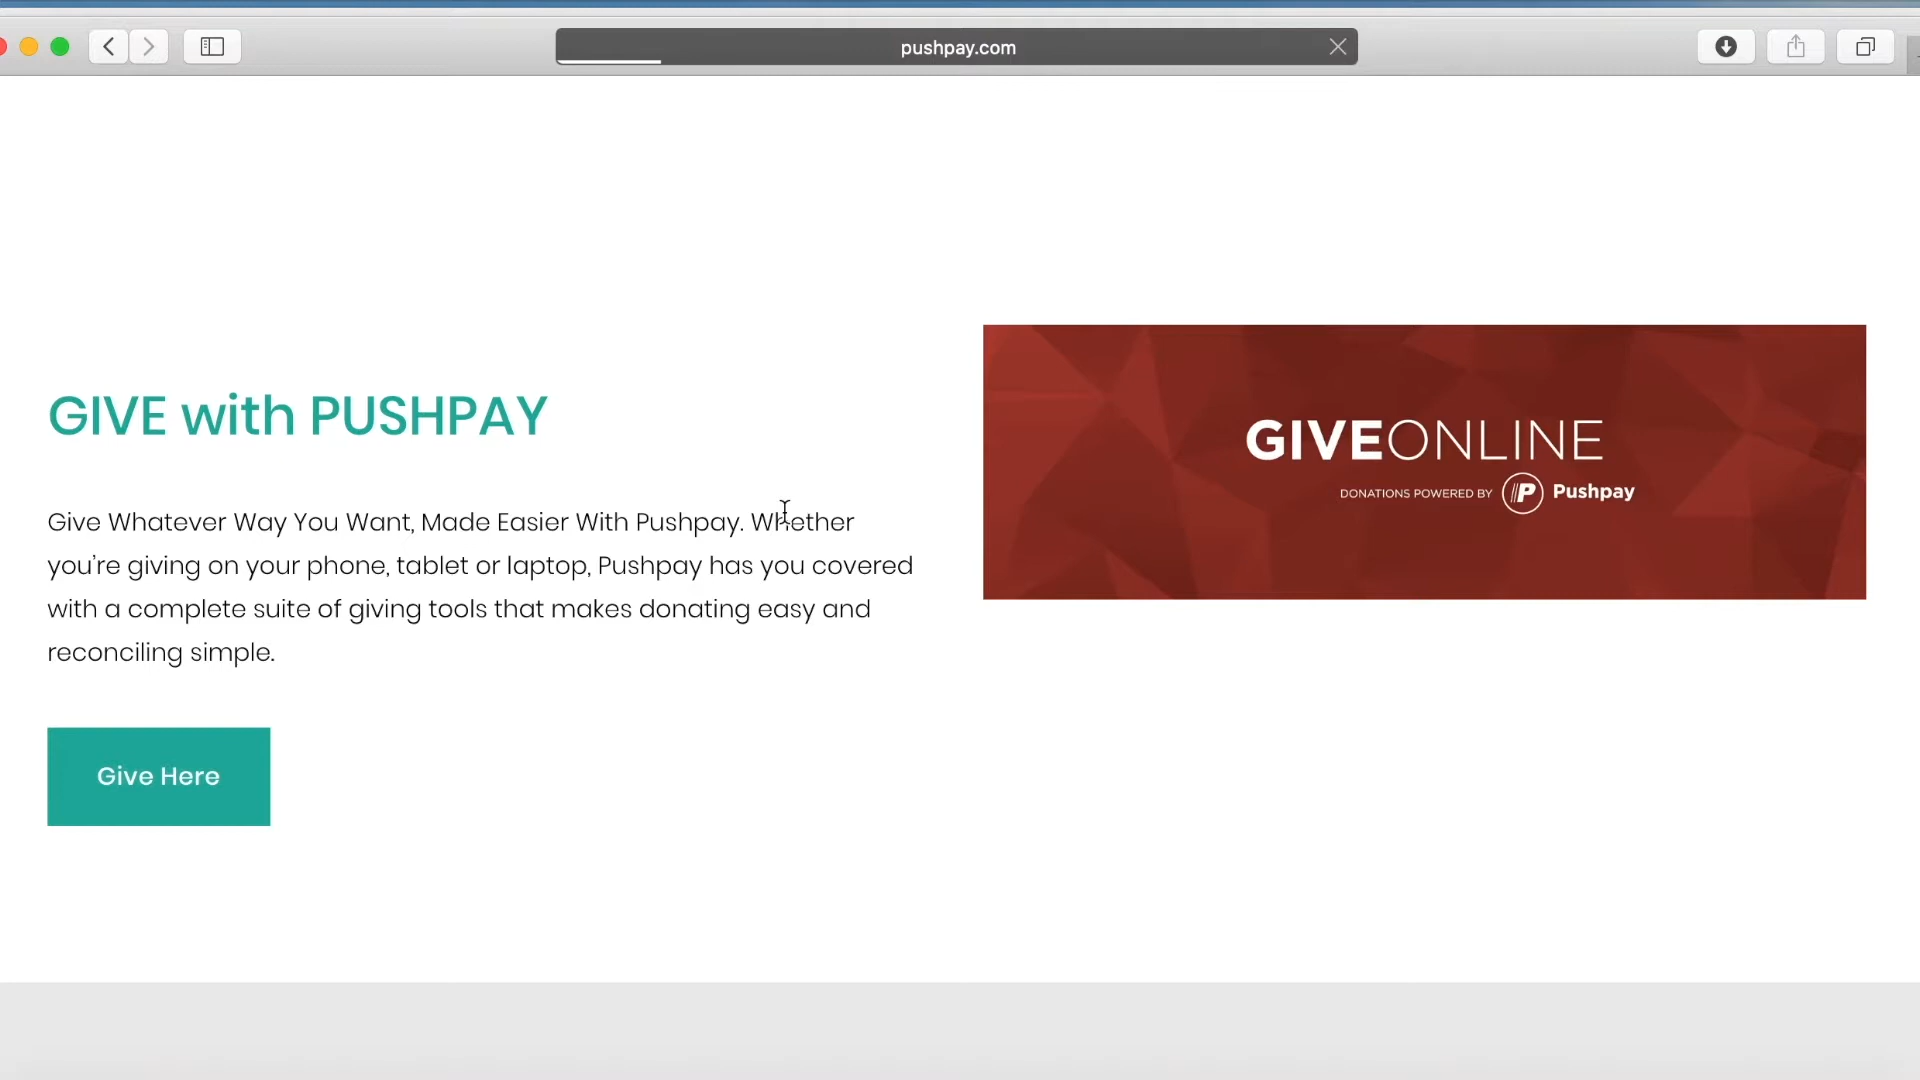 pushpay.com
GIVE with PUSHPAY
Give Whatever Way You Want, Made Easier With Pushpay. Whether
you’re giving on your phone, tablet or laptop, Pushpay has you covered
with a complete suite of giving tools that makes donating easy and
reconciling simple.
Give Here
GIVEONLINE
DONATIONS POWERED BY P Pushpay